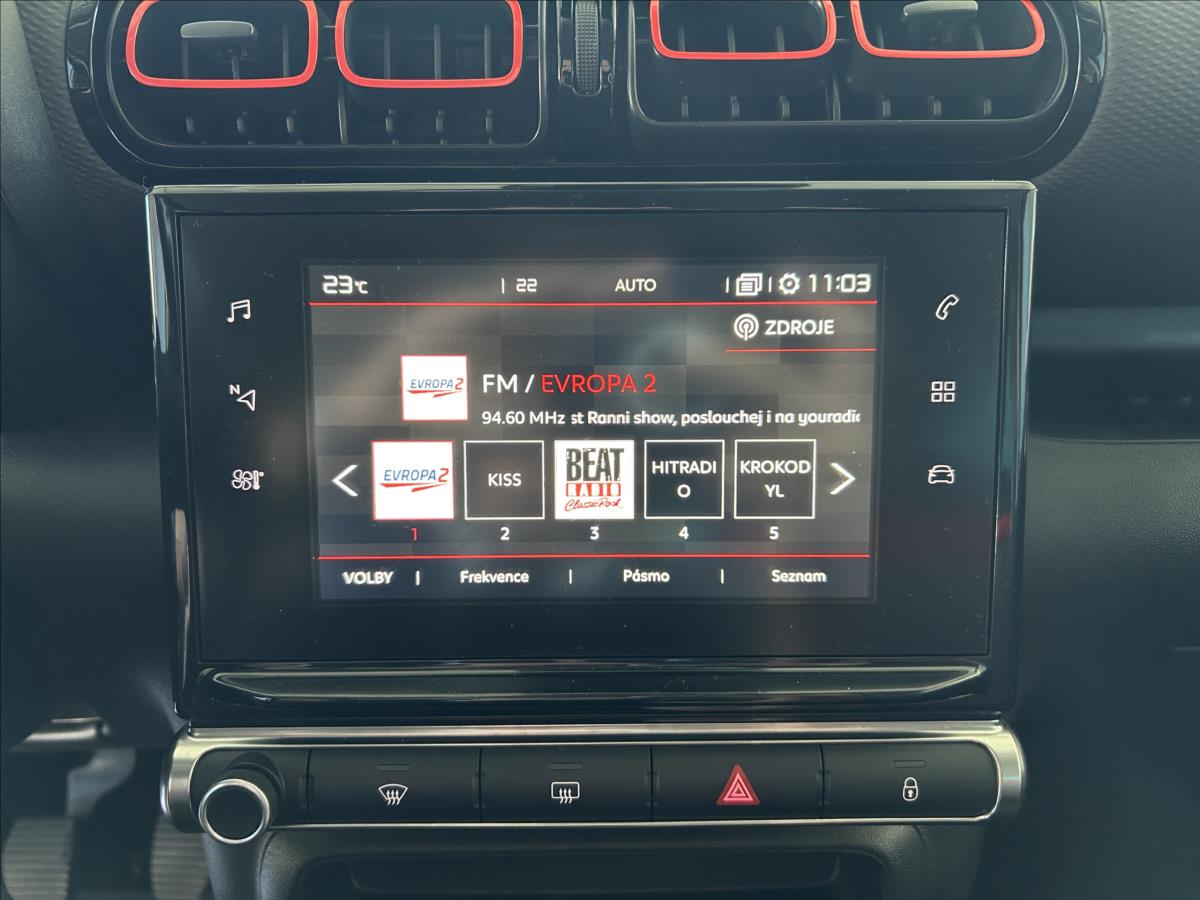 23°C | 22 AUTO | | 11:03
ZDROJE
EVROPA 2
FM / EVROPA 2
94.60 MHz st Ranni show, poslouchej i na youradio
N
EVROPA 2
KISS
BEAT
RADIO
Classic Rock
HITRADI
O
KROKOD
YL
1 2 3 4 5
VOLBY | Frekvence | Pásmo | Seznam